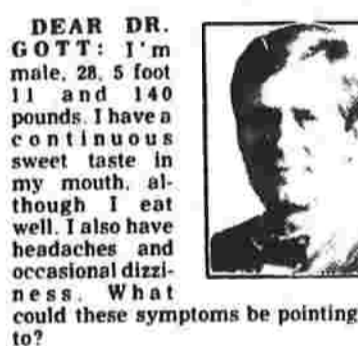 DEAR DR.
GOTT: I'm
male, 28, 5 foot
11 and 140
pounds. I have a
continuous
sweet taste in
my mouth, al-
though I eat
well. I also have
headaches and
occasional dizzi-
ness. What
could these symptoms be pointing
to?